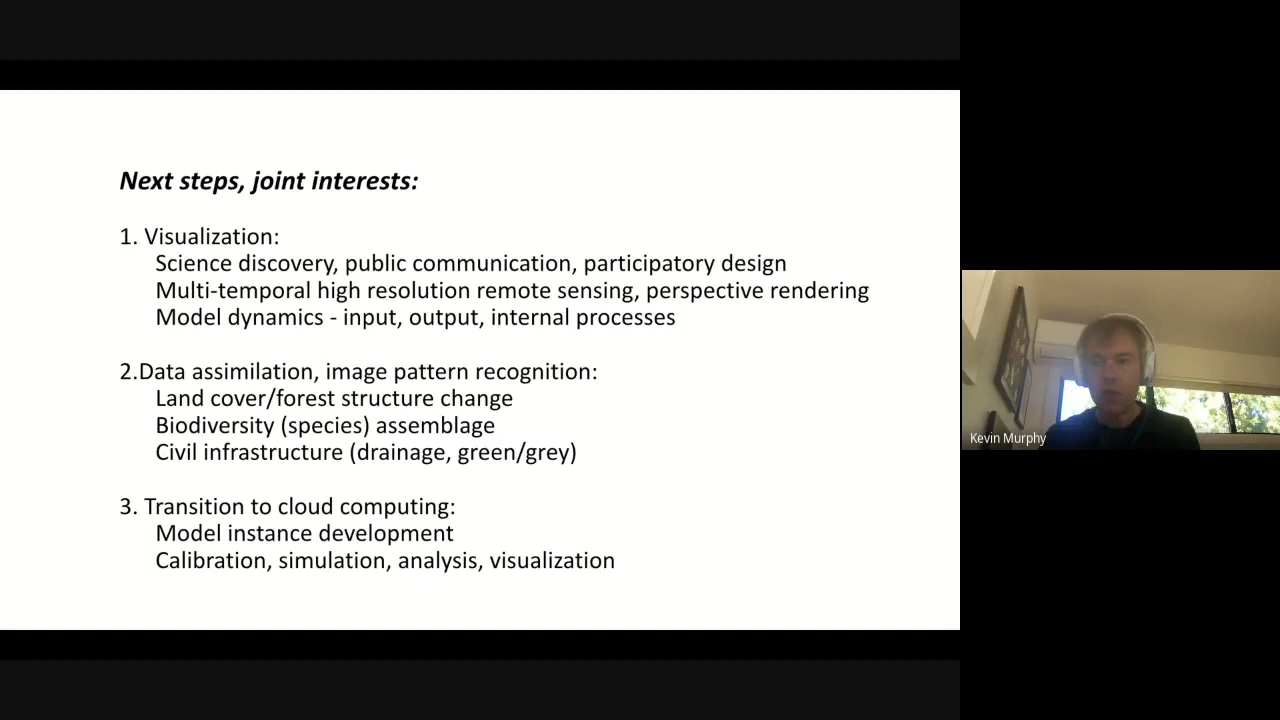 Next steps, joint interests:
1. Visualization:
Science discovery, public communication, participatory design
Multi-temporal high resolution remote sensing, perspective rendering
Model dynamics - input, output, internal processes
2.Data assimilation, image pattern recognition:
Land cover/forest structure change
Biodiversity (species) assemblage
Civil infrastructure (drainage, green/grey)
3. Transition to cloud computing:
Model instance development
Calibration, simulation, analysis, visualization
Kevin Murphy